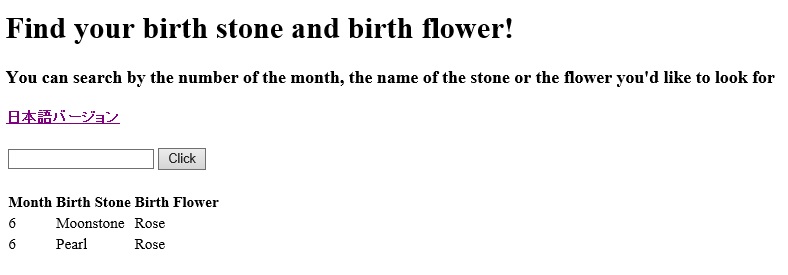 Find your birth stone and birth flower!
You can search by the number of the month, the name of the stone or the flower you'd like to look for
日本語バージョン
Click
Month Birth Stone Birth Flower
6 Moonstone Rose
6 Pearl Rose